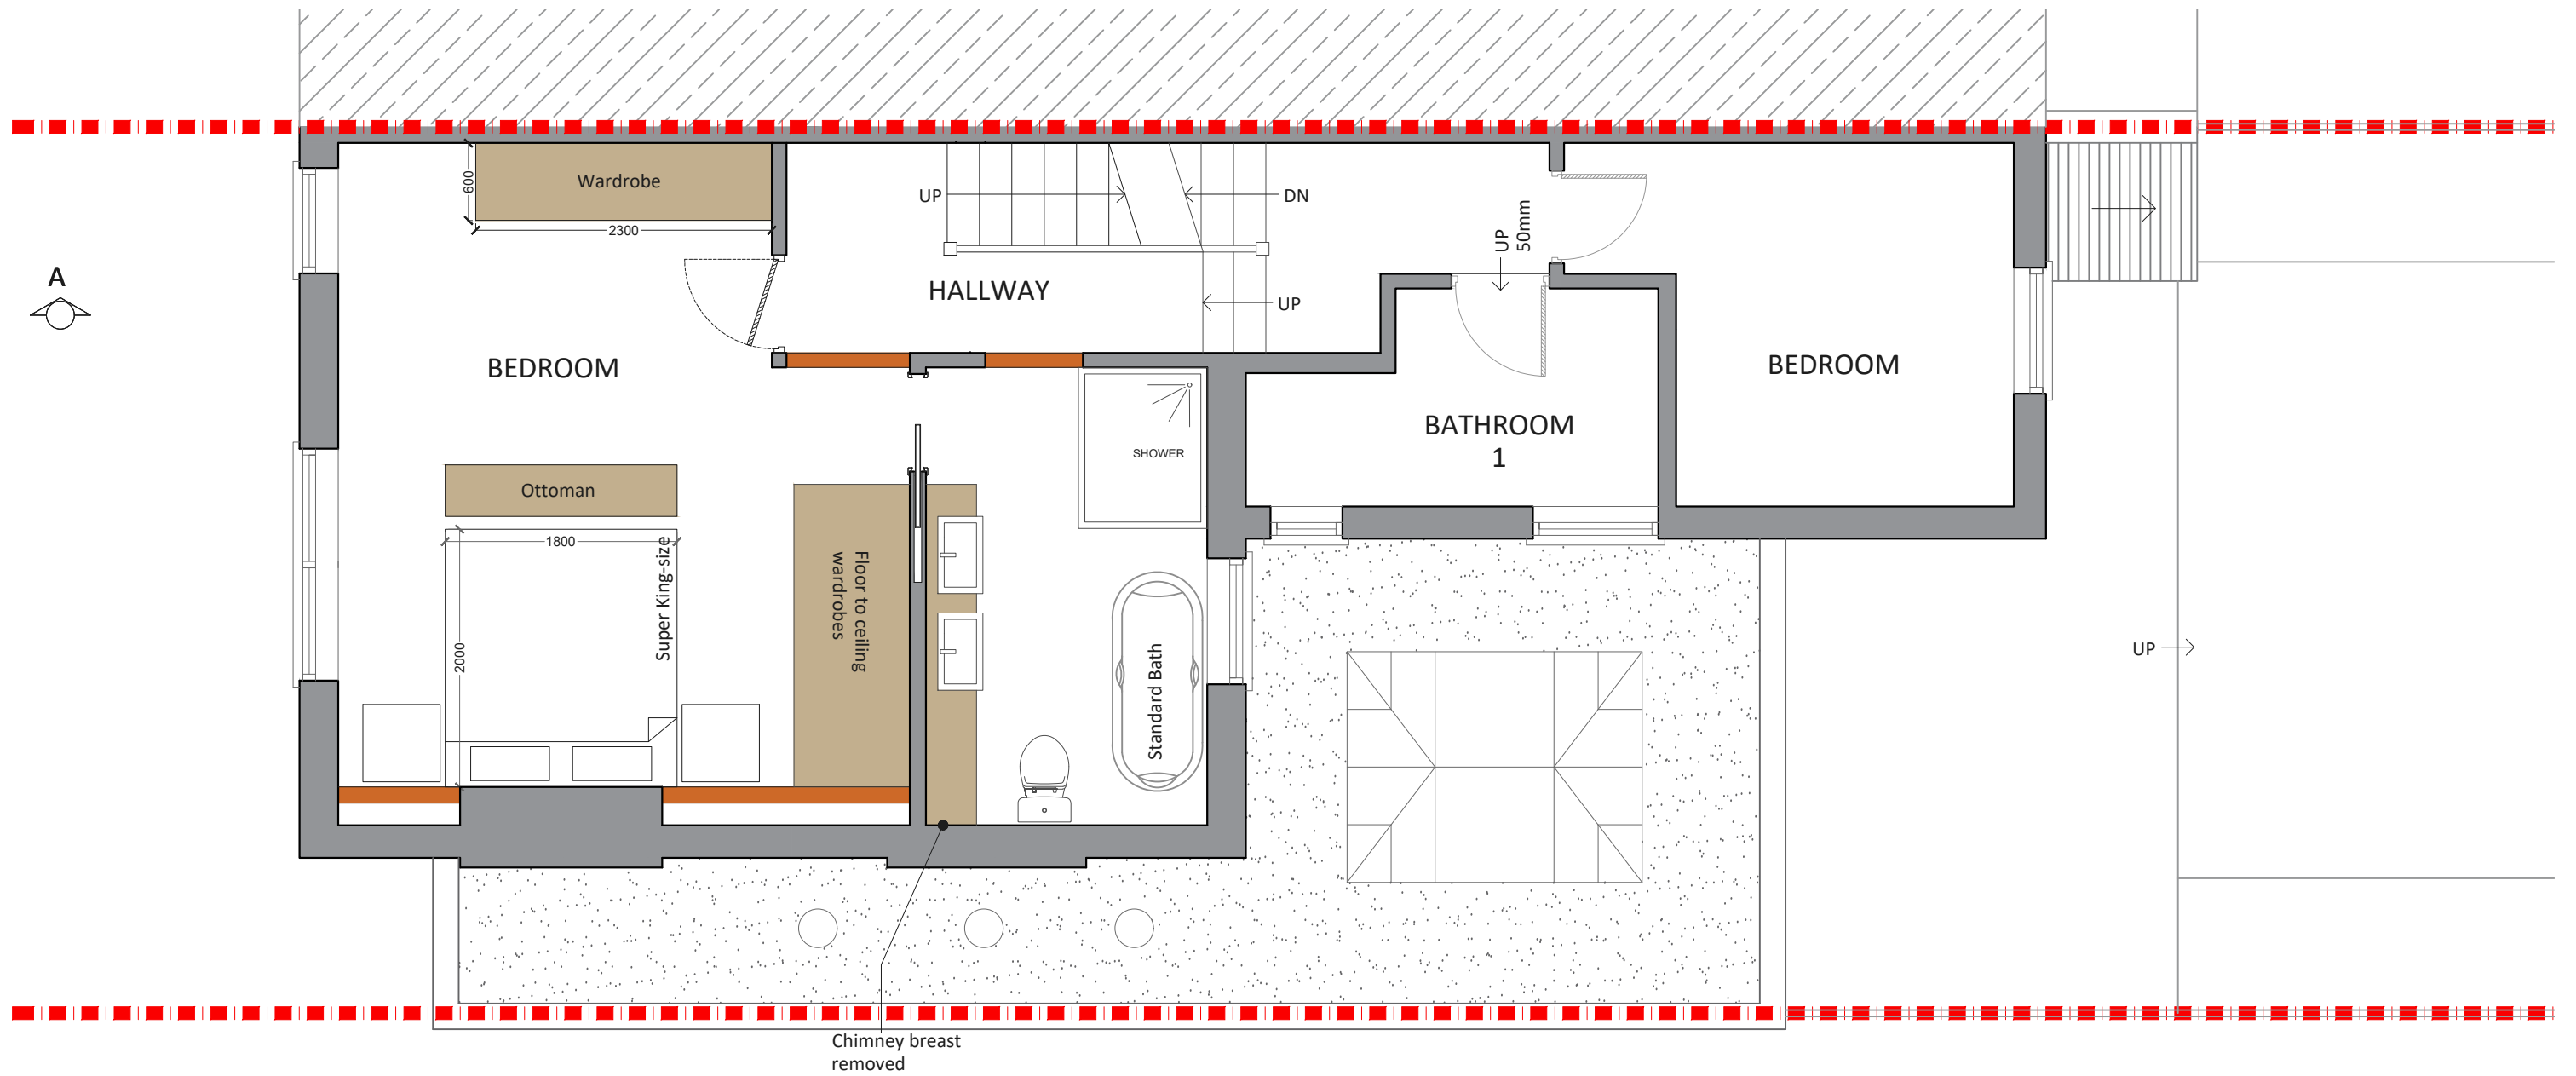 Wardrobe
600
2300
UP
DN
UP
50mm
A
HALLWAY
UP
BEDROOM
BEDROOM
BATHROOM
1
SHOWER
Ottoman
1800
Super King-size
2000
Floor to ceiling
wardrobes
Standard Bath
UP
Chimney breast
removed